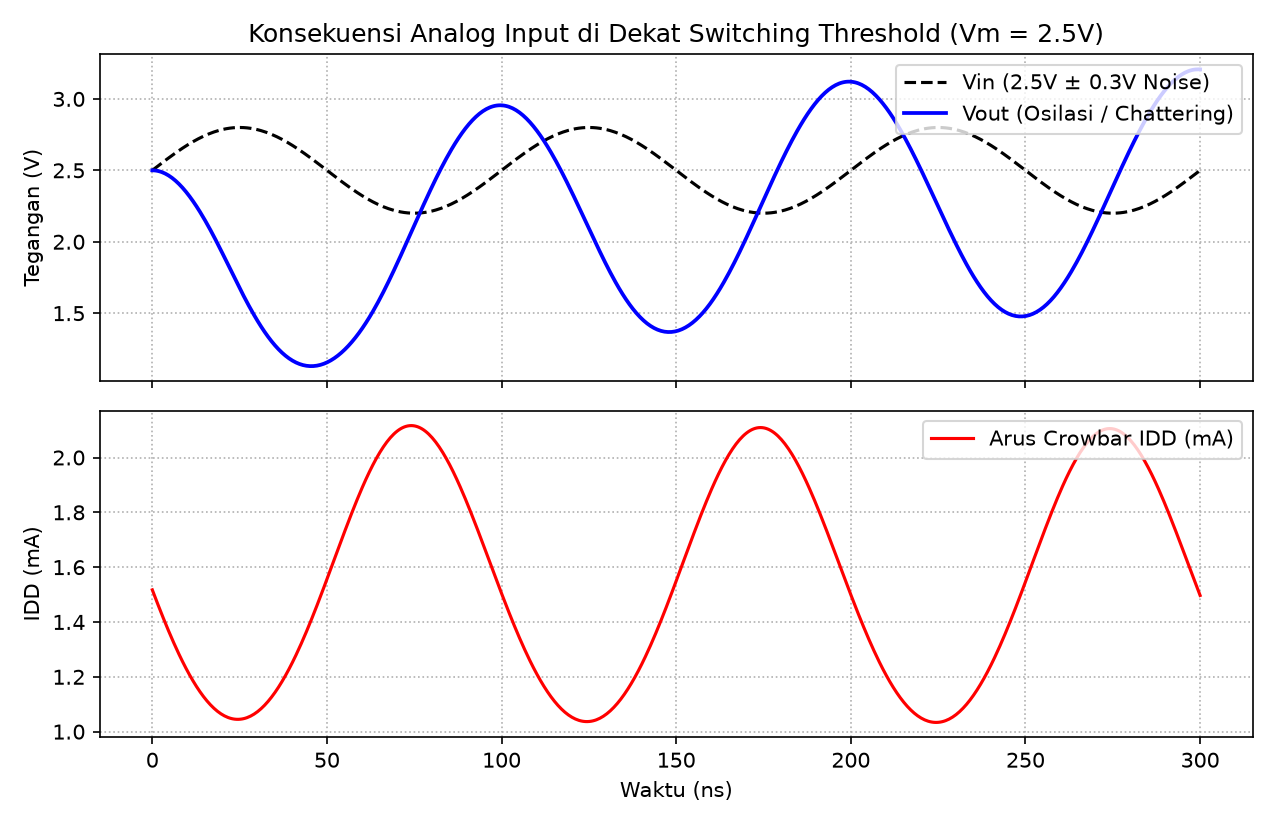 Konsekuensi Analog Input di Dekat Switching Threshold (Vm = 2.5V)
Tegangan (V)
3.0
2.5
2.0
1.5
Vin (2.5V ± 0.3V Noise)
Vout (Osilasi / Chattering)
IDD (mA)
2.0
1.8
1.6
1.4
1.2
1.0
Arus Crowbar IDD (mA)
0 50 100 150 200 250 300
Waktu (ns)